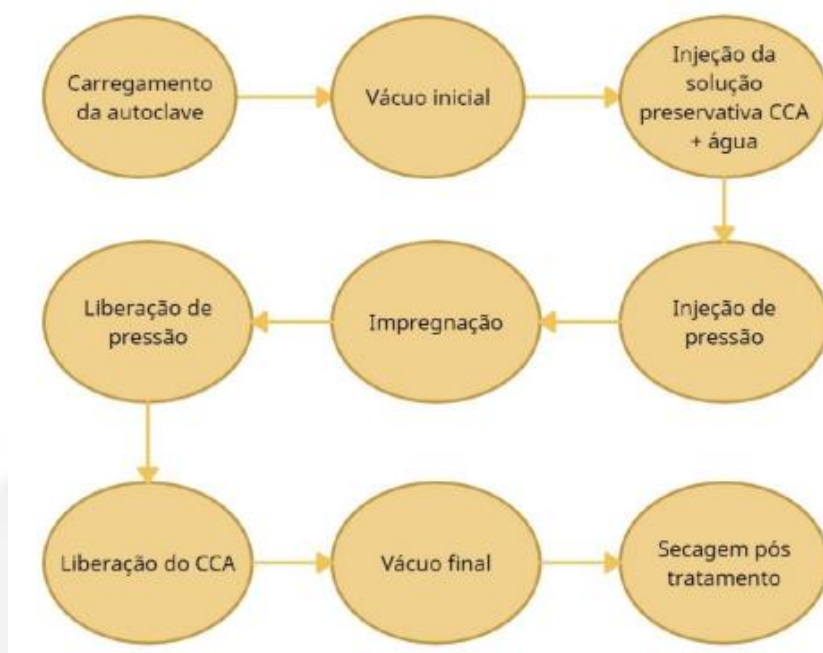 Carregamento
da autoclave
Vácuo inicial
Injeção da
solução
preservativa CCA
+ água
Liberação de
pressão
Impregnação
Injeção de
pressão
Liberação do CCA
Vácuo final
Secagem pós
tratamento